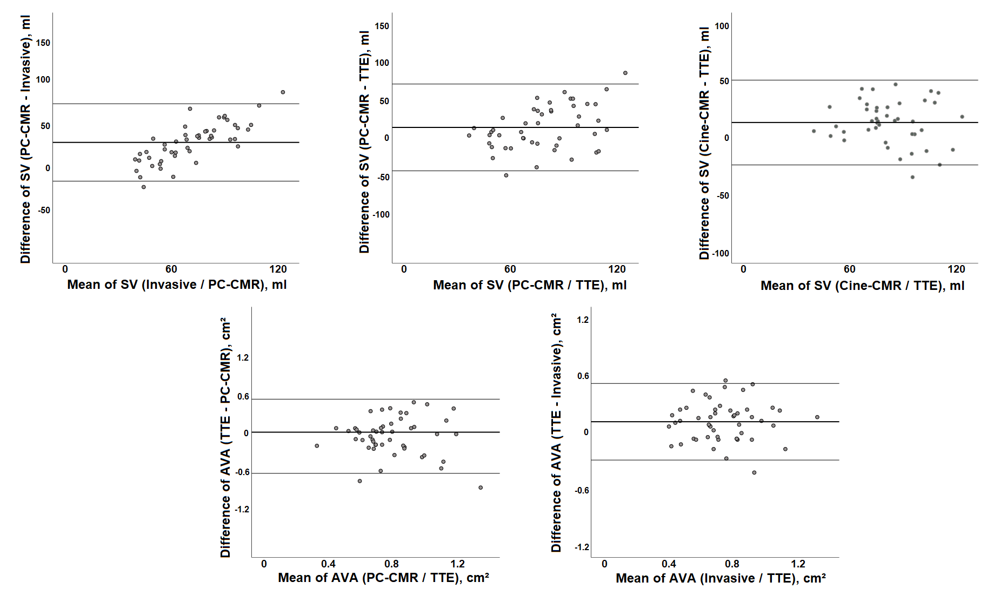 Difference of SV (PC-CMR - Invasive), ml
150
100
50
0
-50
0 60 120
Mean of SV (Invasive / PC-CMR), ml
Difference of SV (PC-CMR - TTE), ml
150
100
50
0
-50
-100
0 60 120
Mean of SV (PC-CMR / TTE), ml
Difference of SV (Cine-CMR - TTE), ml
100
50
0
-50
-100
0 60 120
Mean of SV (Cine-CMR / TTE), ml
Difference of AVA (TTE - PC-CMR), cm²
1.2
0.6
0
-0.6
-1.2
0 0.4 0.8 1.2
Mean of AVA (PC-CMR / TTE), cm²
Difference of AVA (TTE - Invasive), cm²
1.2
0.6
0
-0.6
-1.2
0 0.4 0.8 1.2
Mean of AVA (Invasive / TTE), cm²